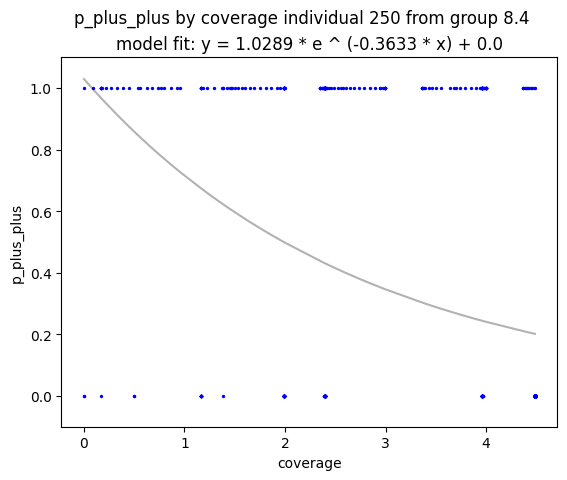 p_plus_plus by coverage individual 250 from group 8.4
model fit: y = 1.0289 * e ^ (-0.3633 * x) + 0.0
1.0
0.8
0.6
0.4
0.2
0.0
p_plus_plus
0 1 2 3 4
coverage